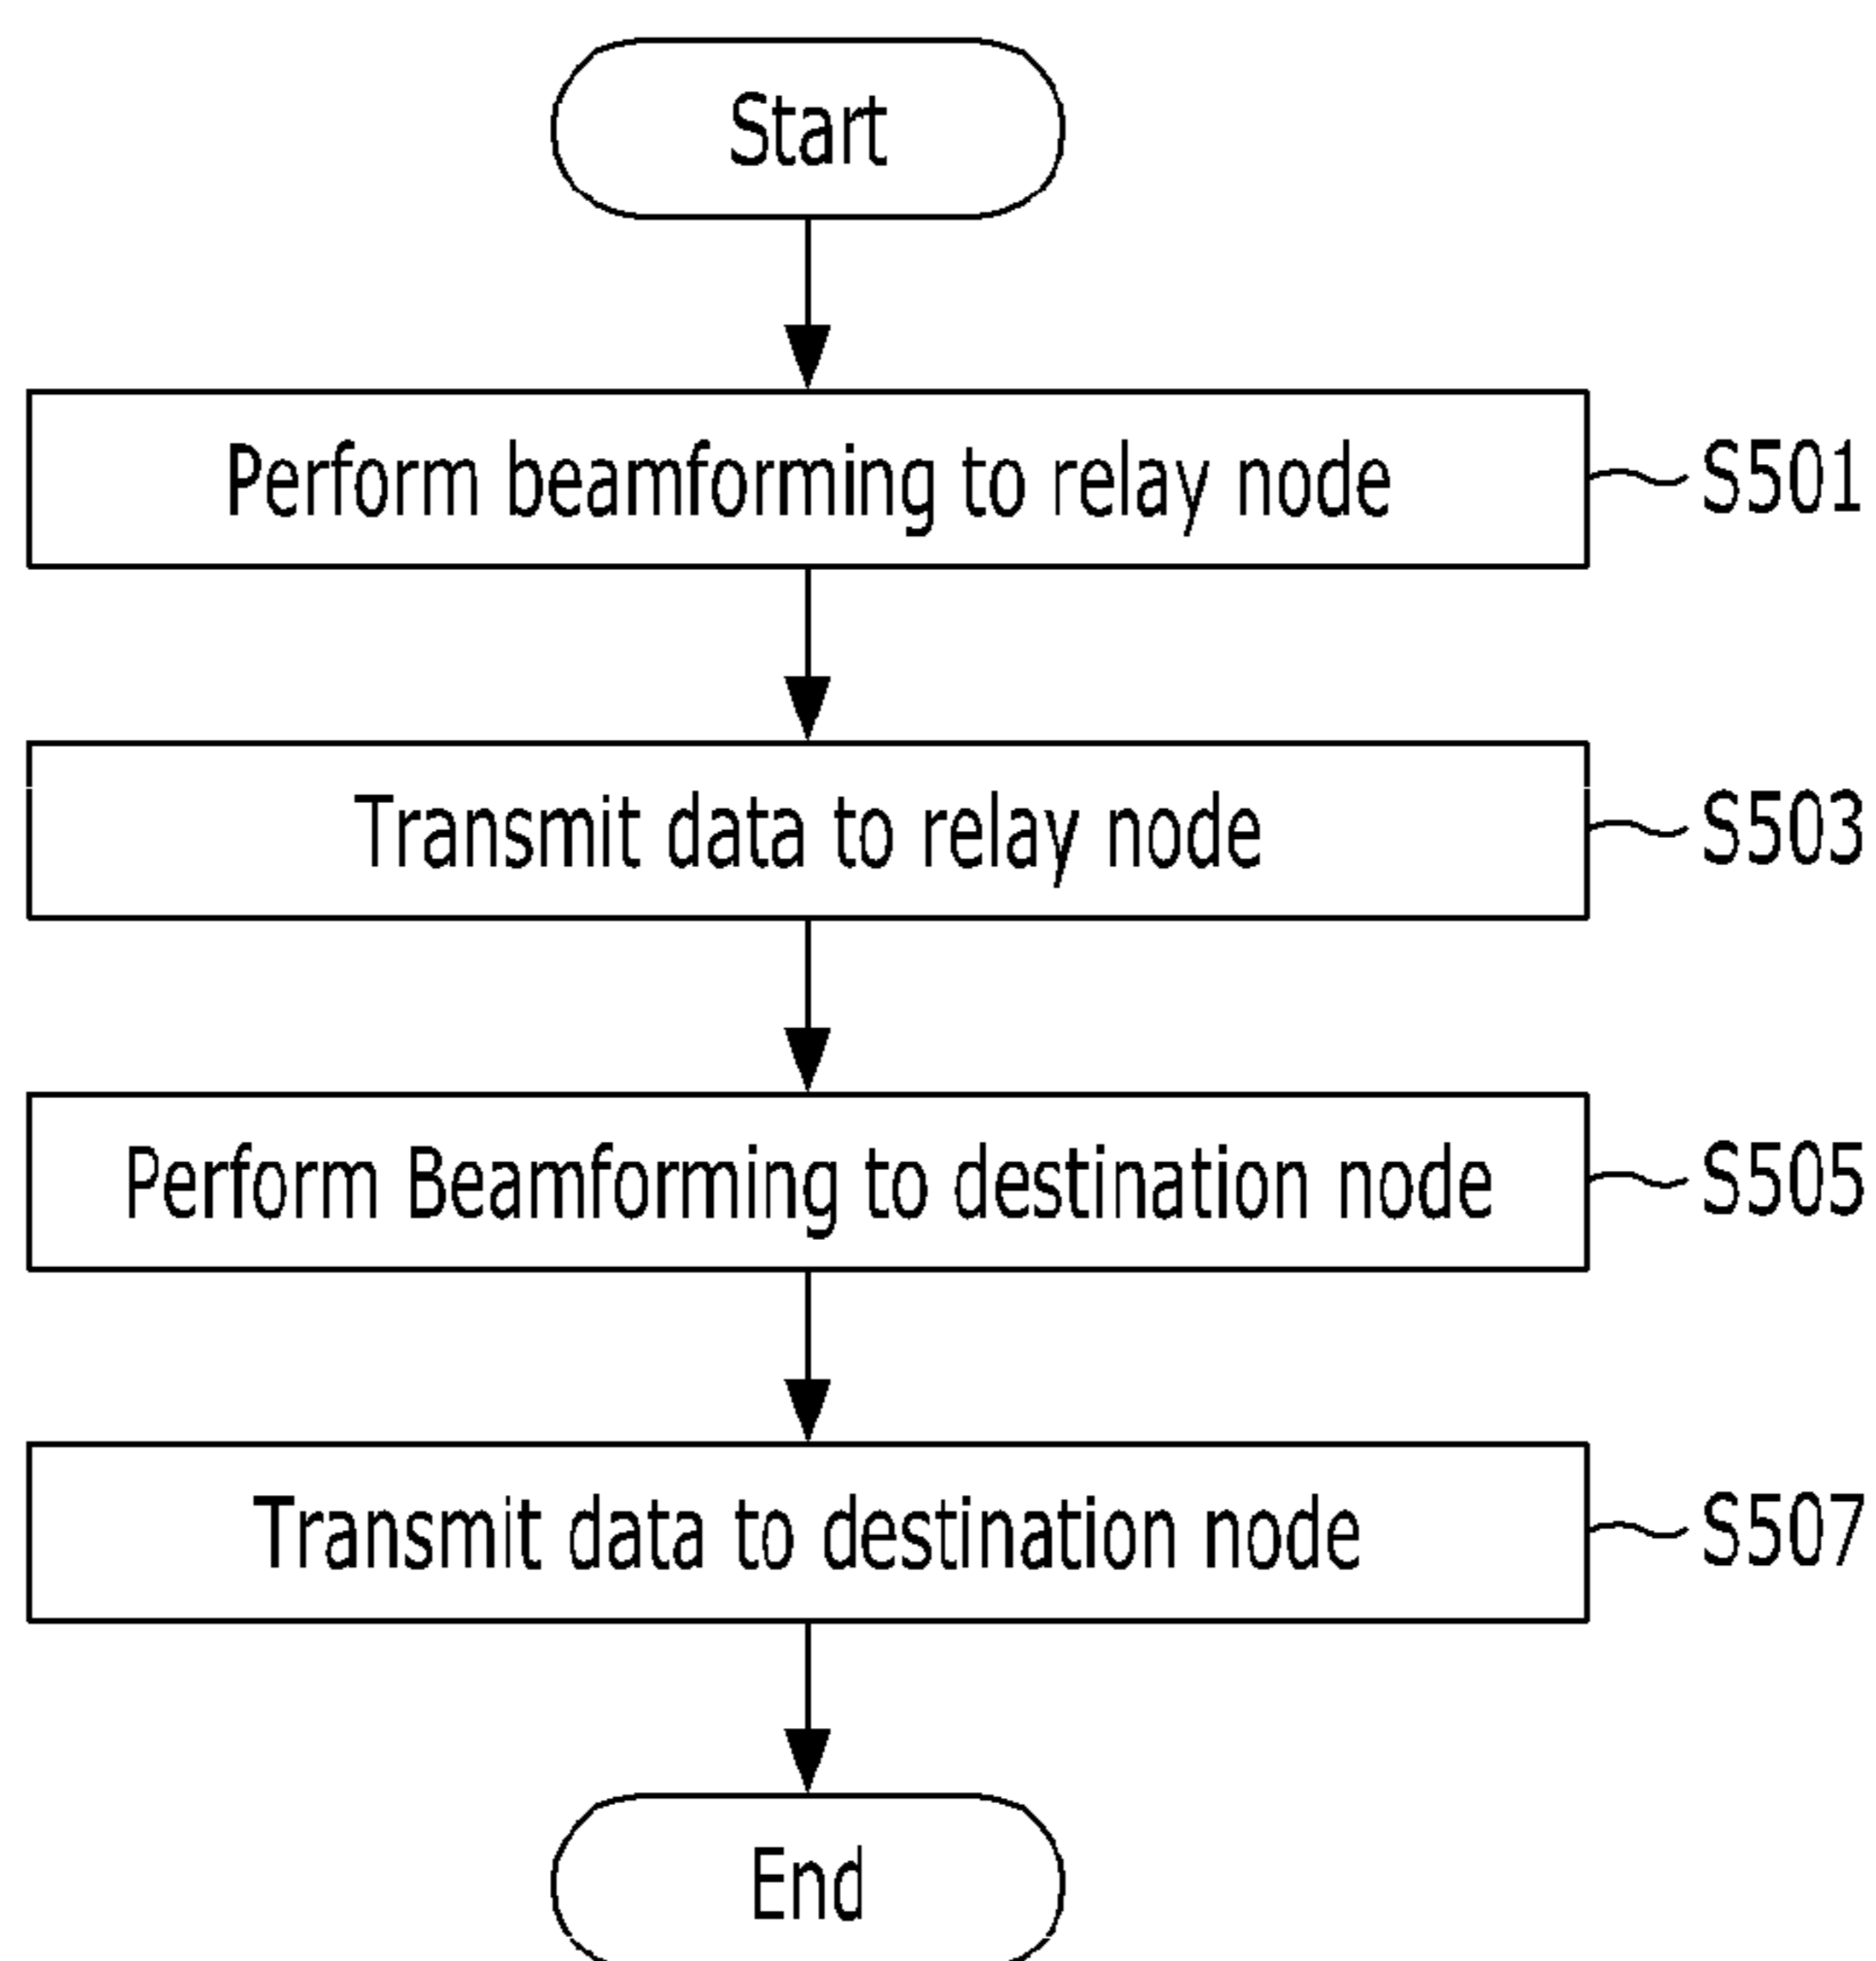 Start
Perform beamforming to relay node
S501
Transmit data to relay node
S503
Perform Beamforming to destination node
S505
Transmit data to destination node
S507
End